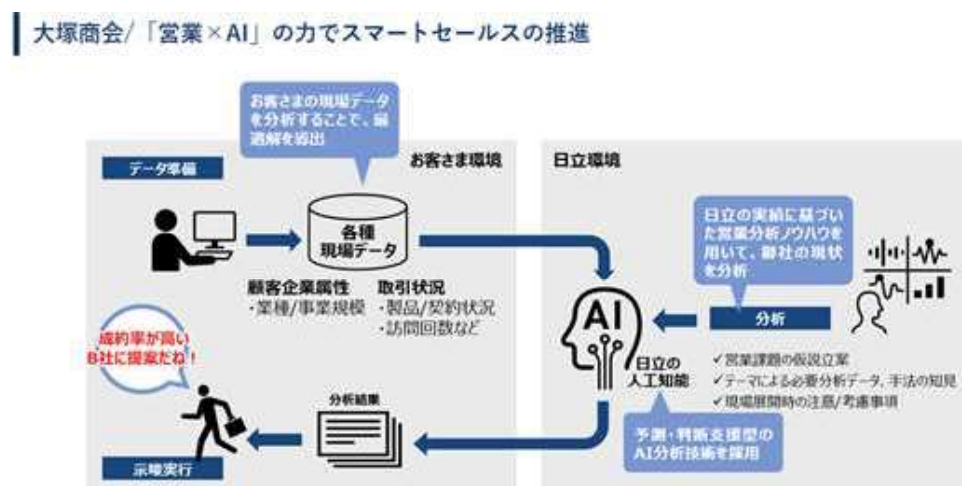 大塚商会/「営業×AI」の力でスマートセールスの推進
お客さまの現場データ
を分析することで、最
適解を導出
データ準備
お客さま環境
各種
現場データ
顧客企業属性
・業種/事業規模
取引状況
・製品/契約状況
・訪問回数など
成約率が高い
B社に提案だね！
分析結果
示唆実行
日立環境
日立の実績に基づい
た営業分析ノウハウを
用いて、御社の現状
を分析
AI
分析
日立の
人工知能
✓営業課題の仮説立案
✓テーマによる必要分析データ, 手法の知見
✓現場展開時の注意/考慮事項
予測・判断支援型の
AI分析技術を採用